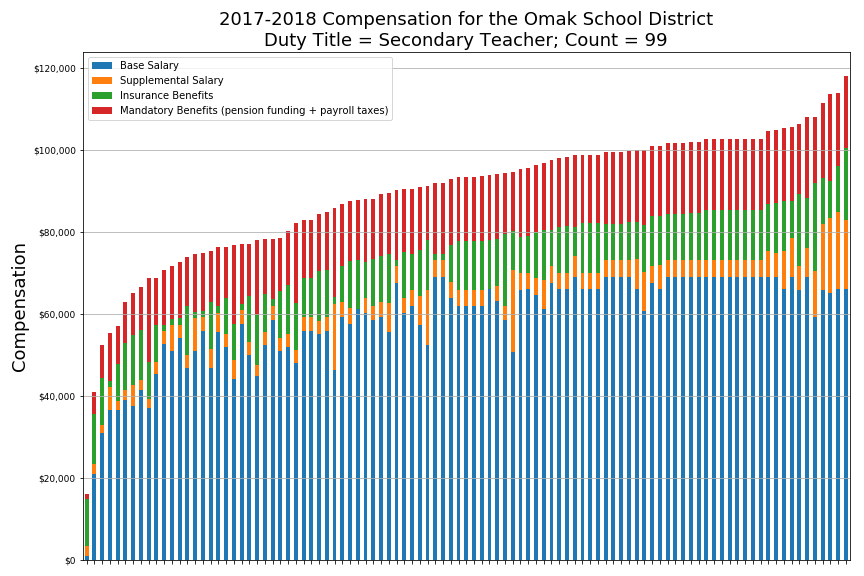 2017-2018 Compensation for the Omak School District
Duty Title = Secondary Teacher; Count = 99
Base Salary
Supplemental Salary
Insurance Benefits
Mandatory Benefits (pension funding + payroll taxes)
Compensation
$120,000
$100,000
$80,000
$60,000
$40,000
$20,000
$0